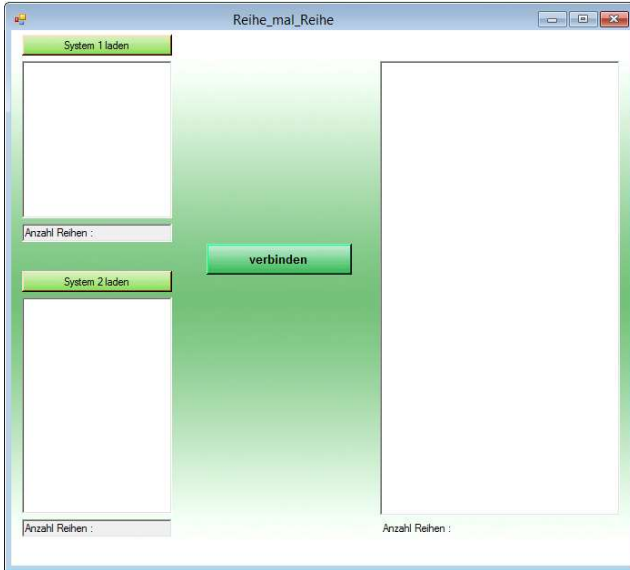 Reihe_mal_Reihe
System 1 laden
Anzahl Reihen :
verbinden
System 2 laden
Anzahl Reihen :
Anzahl Reihen :